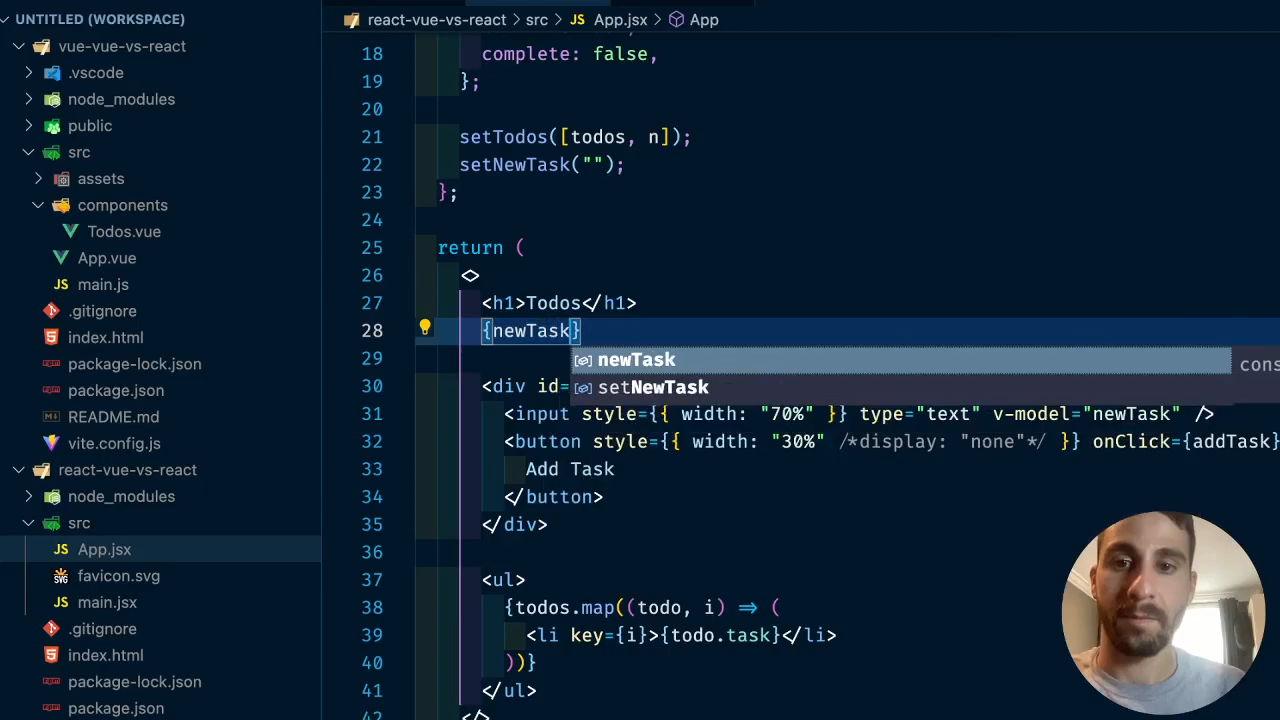 UNTITLED (WORKSPACE)
vue-vue-vs-react
.vscode
node_modules
public
src
assets
components
Todos.vue
App.vue
main.js
.gitignore
index.html
package-lock.json
package.json
README.md
vite.config.js
react-vue-vs-react
node_modules
src
App.jsx
favicon.svg
main.jsx
.gitignore
index.html
package-lock.json
package.json
react-vue-vs-react > src > JS App.jsx > App
18 complete: false,
19 };
20
21 setTodos([todos, n]);
22 setNewTask("");
23 };
24
25 return (
26 <>
27 <h1>Todos</h1>
28 {newTask}
newTask
cons
29
setNewTask
30 <div id=
31 <input style={{ width: "70%" }} type="text" v-model="newTask" />
32 <button style={{ width: "30%" /*display: "none"*/ }} onClick={addTask}
33 Add Task
34 </button>
35 </div>
36
37 <ul>
38 {todos.map((todo, i) => (
39 <li key={i}>{todo.task}</li>
40 ))}
41 </ul>
42 </>